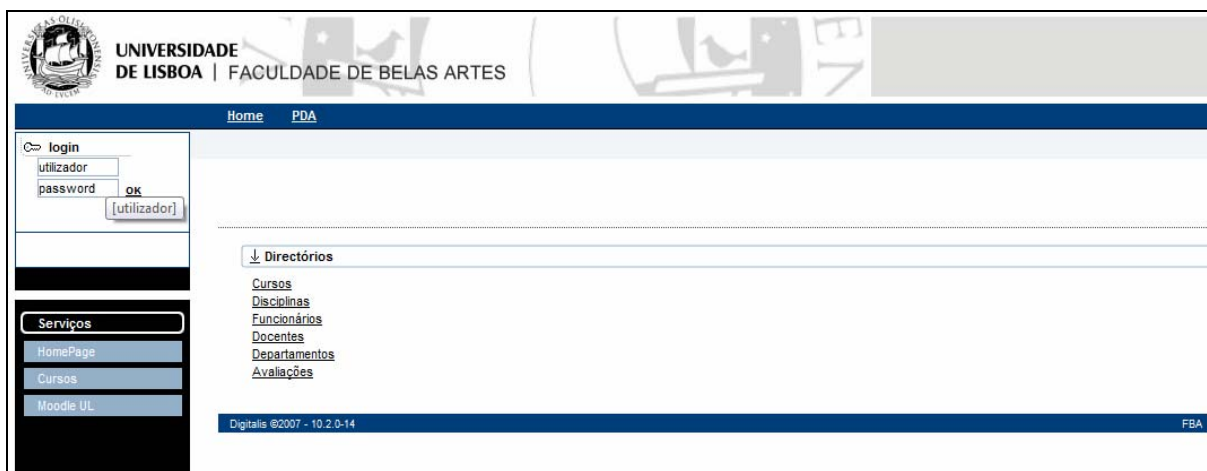 UNIVERSIDADE
DE LISBOA | FACULDADE DE BELAS ARTES
Home PDA
login
utilizador
password OK
[utilizador]
Directórios
Cursos
Disciplinas
Funcionários
Docentes
Departamentos
Avaliações
Serviços
HomePage
Cursos
Moodle UL
Digitalis ©2007 - 10.2.0-14 FBA